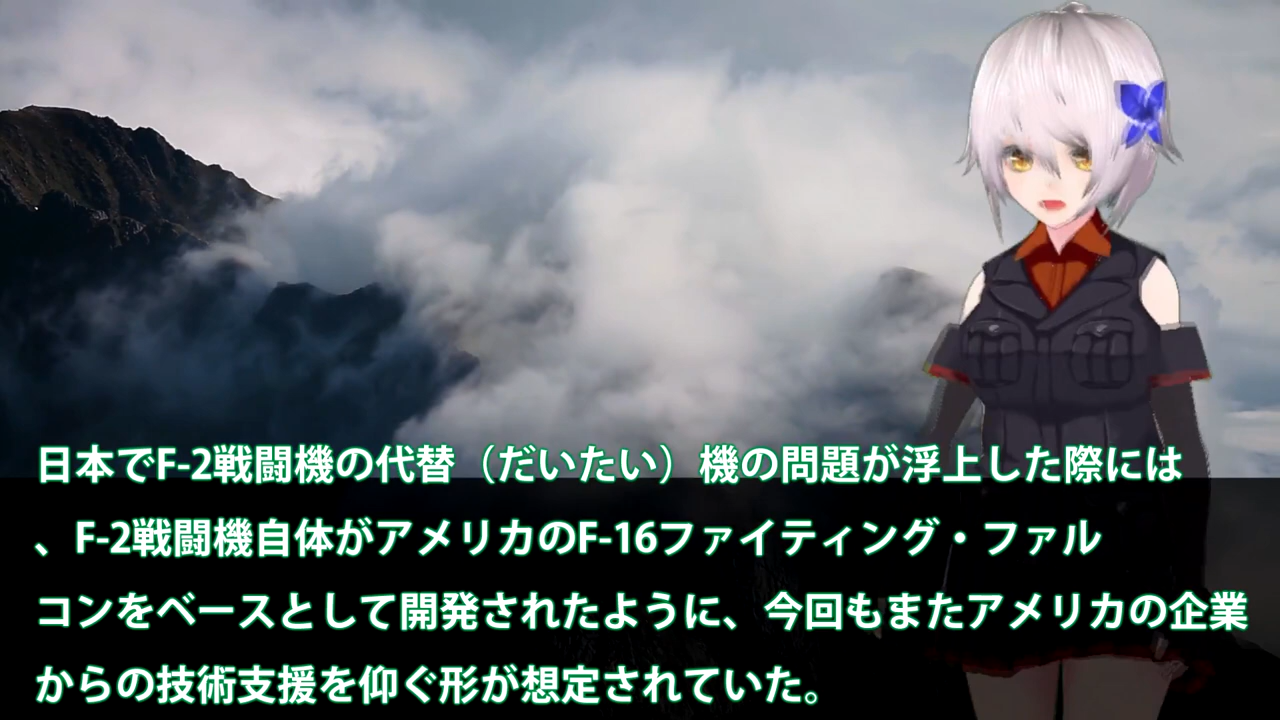 日本でF-2戦闘機の代替（だいたい）機の問題が浮上した際には
、F-2戦闘機自体がアメリカのF-16ファイティング・ファル
コンをベースとして開発されたように、今回もまたアメリカの企業
からの技術支援を仰ぐ形が想定されていた。